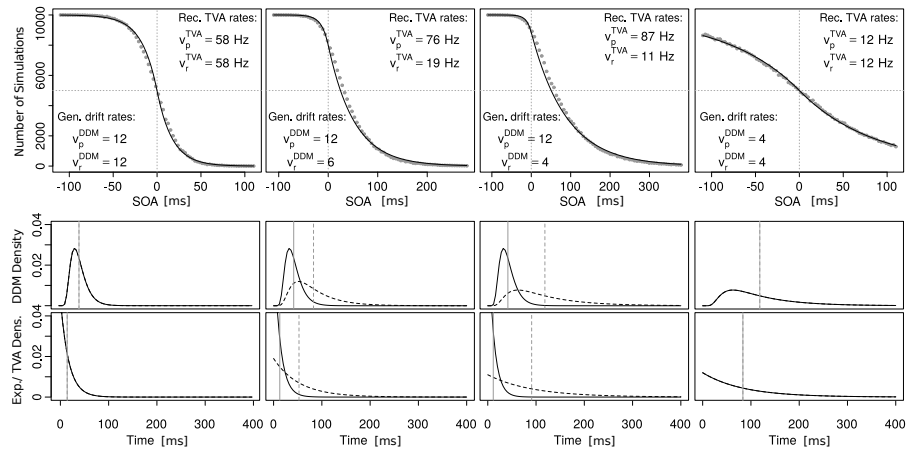 Number of Simulations
0
2000
4000
6000
8000
10000
Rec. TVA rates:
v_p^TVA = 58 Hz
v_r^TVA = 58 Hz
Gen. drift rates:
v_p^DDM = 12
v_r^DDM = 12
-100 -50 0 50 100
SOA [ms]
Rec. TVA rates:
v_p^TVA = 76 Hz
v_r^TVA = 19 Hz
Gen. drift rates:
v_p^DDM = 12
v_r^DDM = 6
-100 0 100 200
SOA [ms]
Rec. TVA rates:
v_p^TVA = 87 Hz
v_r^TVA = 11 Hz
Gen. drift rates:
v_p^DDM = 12
v_r^DDM = 4
-100 0 100 200 300
SOA [ms]
Rec. TVA rates:
v_p^TVA = 12 Hz
v_r^TVA = 12 Hz
Gen. drift rates:
v_p^DDM = 4
v_r^DDM = 4
-100 -50 0 50 100
SOA [ms]
DDM Density
0.02
0.04
Exp./ TVA Dens.
0
0.02
0 100 200 300 400
Time [ms]
0 100 200 300 400
Time [ms]
0 100 200 300 400
Time [ms]
0 100 200 300 400
Time [ms]